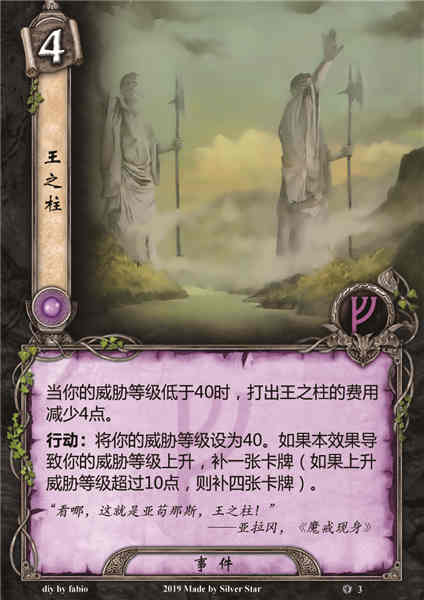 4
王之柱
当你的威胁等级低于40时，打出王之柱的费用
减少4点。
行动：将你的威胁等级设为40。如果本效果导
致你的威胁等级上升，补一张卡牌（如果上升
威胁等级超过10点，则补四张卡牌）。
“看哪，这就是亚苟那斯，王之柱！”
——亚拉冈，《魔戒现身》
事件
diy by fabio
2019 Made by Silver Star
3